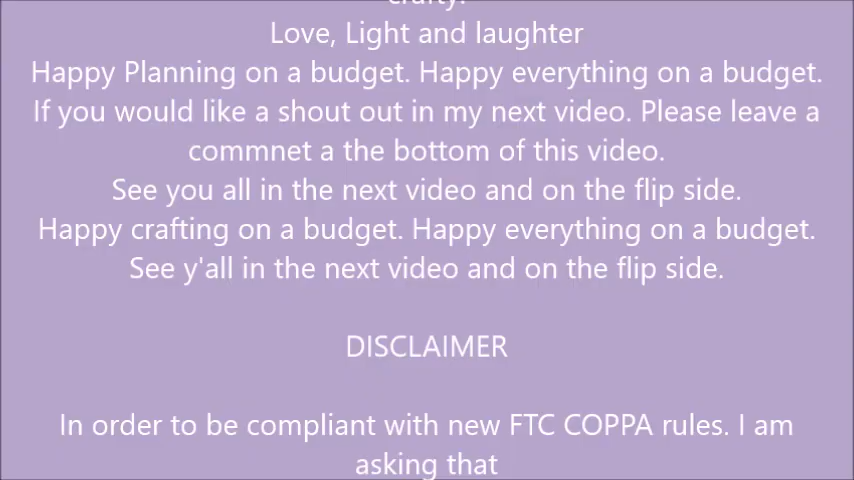 crafty.
Love, Light and laughter
Happy Planning on a budget. Happy everything on a budget.
If you would like a shout out in my next video. Please leave a
commnet a the bottom of this video.
See you all in the next video and on the flip side.
Happy crafting on a budget. Happy everything on a budget.
See y'all in the next video and on the flip side.
DISCLAIMER
In order to be compliant with new FTC COPPA rules. I am
asking that